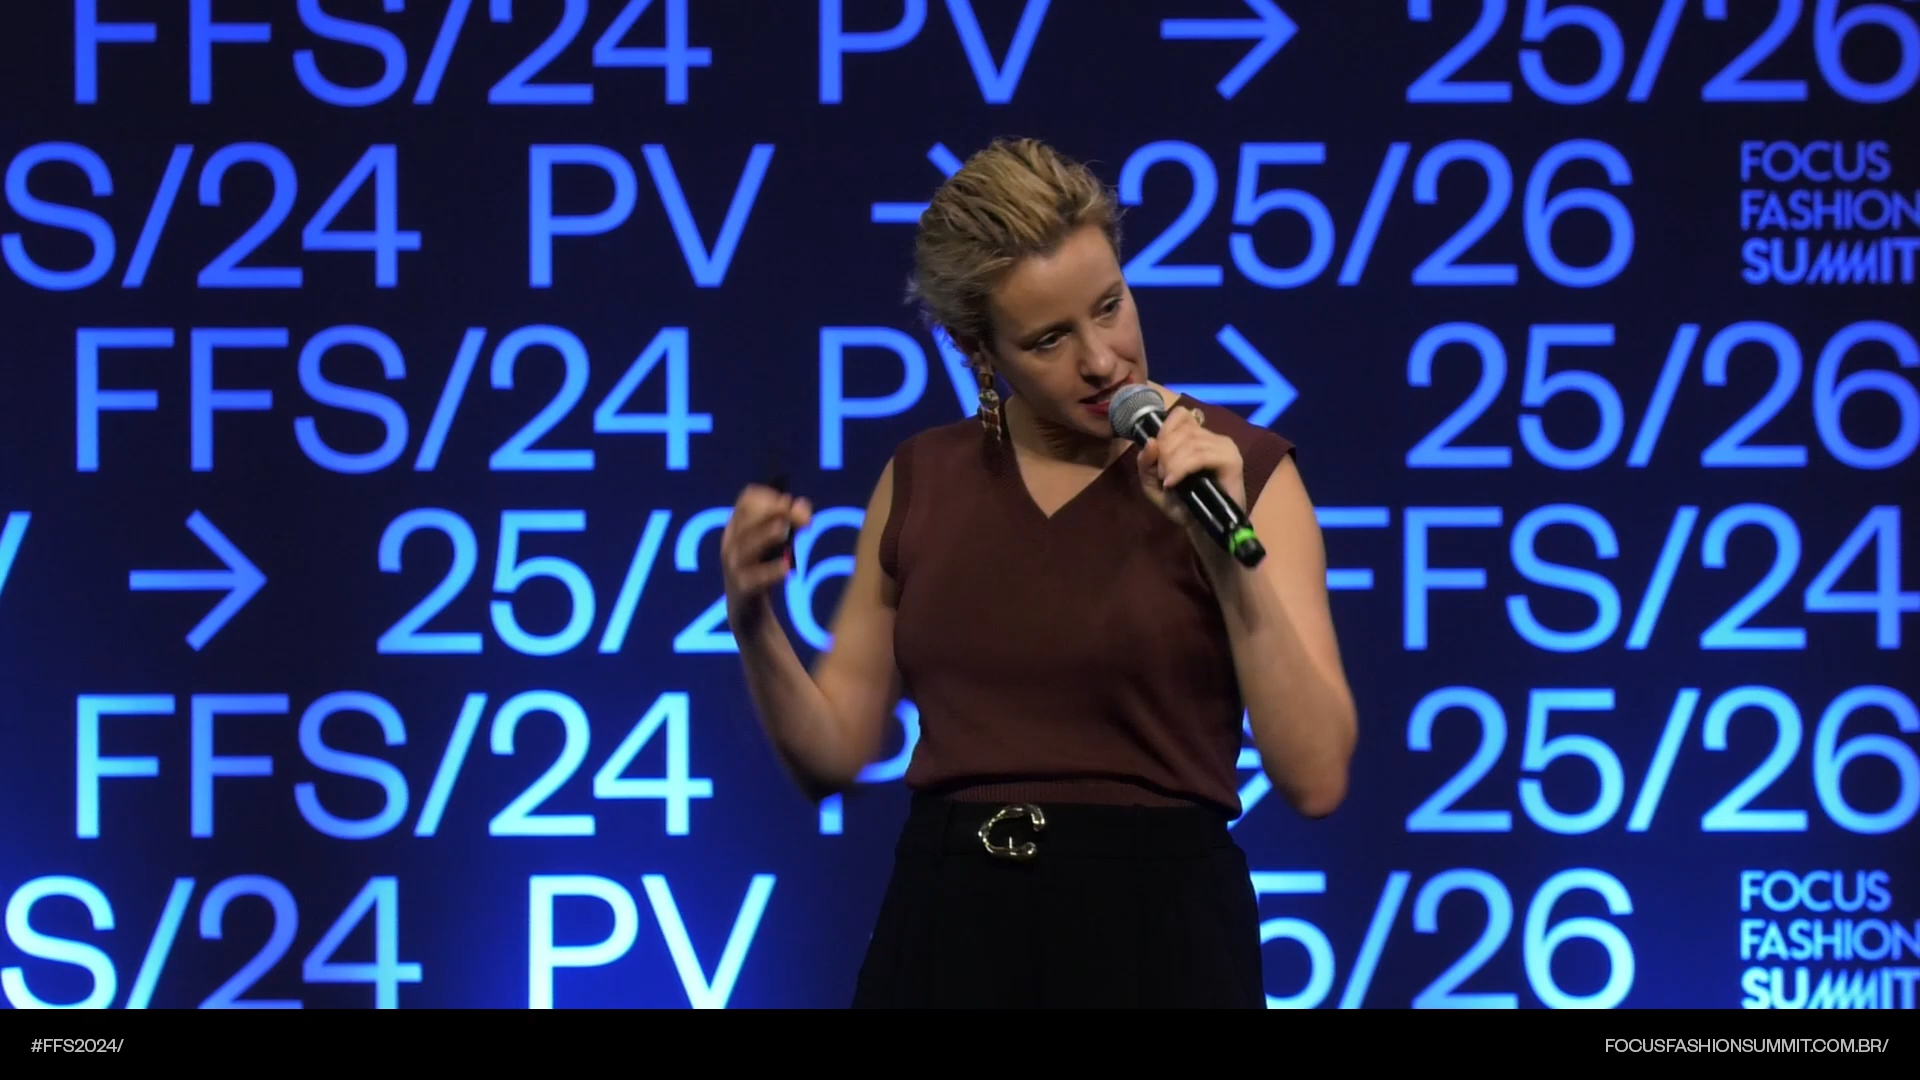 FFS/24 PV → 25/26
S/24 PV → 25/26
FOCUS
FASHION
SUMMIT
FFS/24 PV → 25/26
→ 25/26 FFS/24
FFS/24 P 25/26
S/24 PV 5/26
FOCUS
FASHION
SUMMIT
#FFS2024/
FOCUSFASHIONSUMMIT.COM.BR/